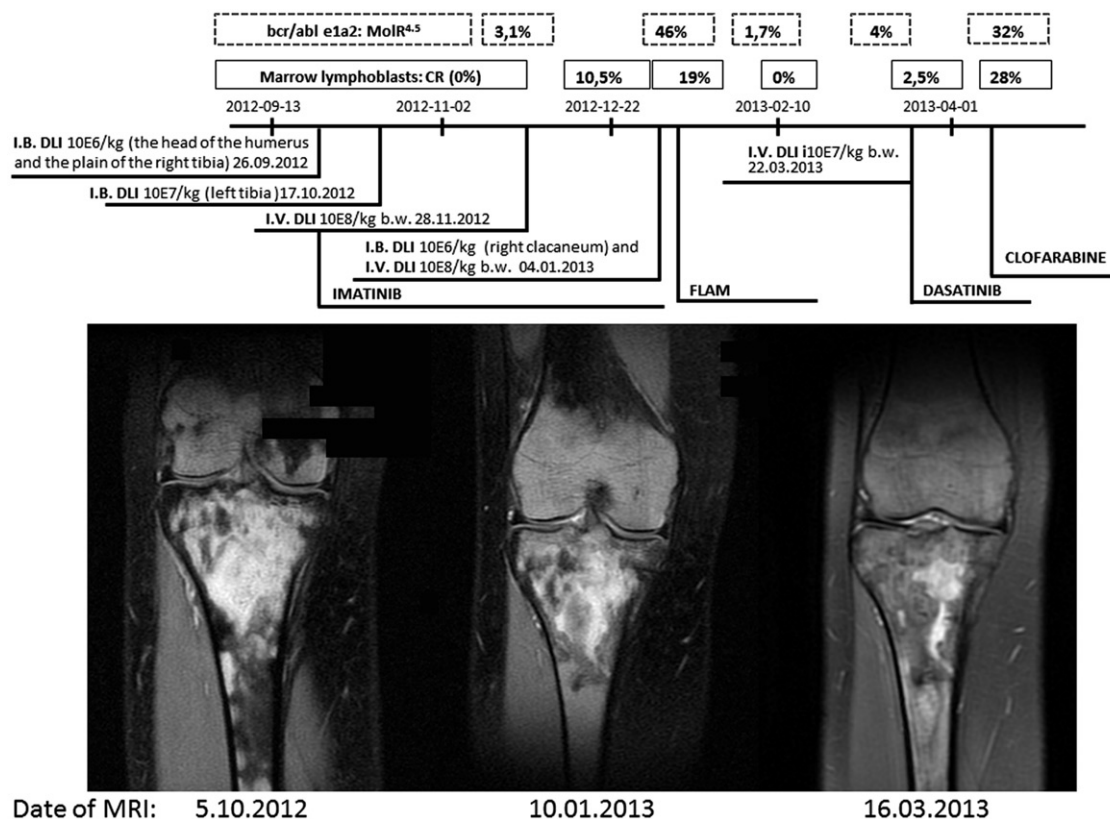 bcr/abl e1a2: MolR⁴·⁵ 3,1% 46% 1,7% 4% 32%
Marrow lymphoblasts: CR (0%) 10,5% 19% 0% 2,5% 28%
2012-09-13 2012-11-02 2012-12-22 2013-02-10 2013-04-01
I.B. DLI 10E6/kg (the head of the humerus
and the plain of the right tibia) 26.09.2012
I.B. DLI 10E7/kg (left tibia)17.10.2012
I.V. DLI 10E8/kg b.w. 28.11.2012
I.B. DLI 10E6/kg (right clacaneum) and
I.V. DLI 10E8/kg b.w. 04.01.2013
IMATINIB
FLAM
I.V. DLI i10E7/kg b.w.
22.03.2013
DASATINIB
CLOFARABINE
Date of MRI: 5.10.2012 10.01.2013 16.03.2013